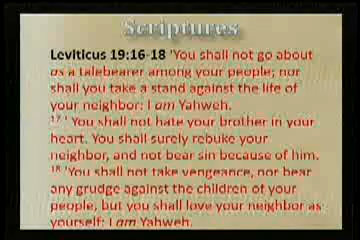 Scriptures
Leviticus 19:16-18 'You shall not go about
as a talebearer among your people; nor
shall you take a stand against the life of
your neighbor: I am Yahweh.
17 ' You shall not hate your brother in your
heart. You shall surely rebuke your
neighbor, and not bear sin because of him.
18 'You shall not take vengeance, nor bear
any grudge against the children of your
people, but you shall love your neighbor as
yourself: I am Yahweh.